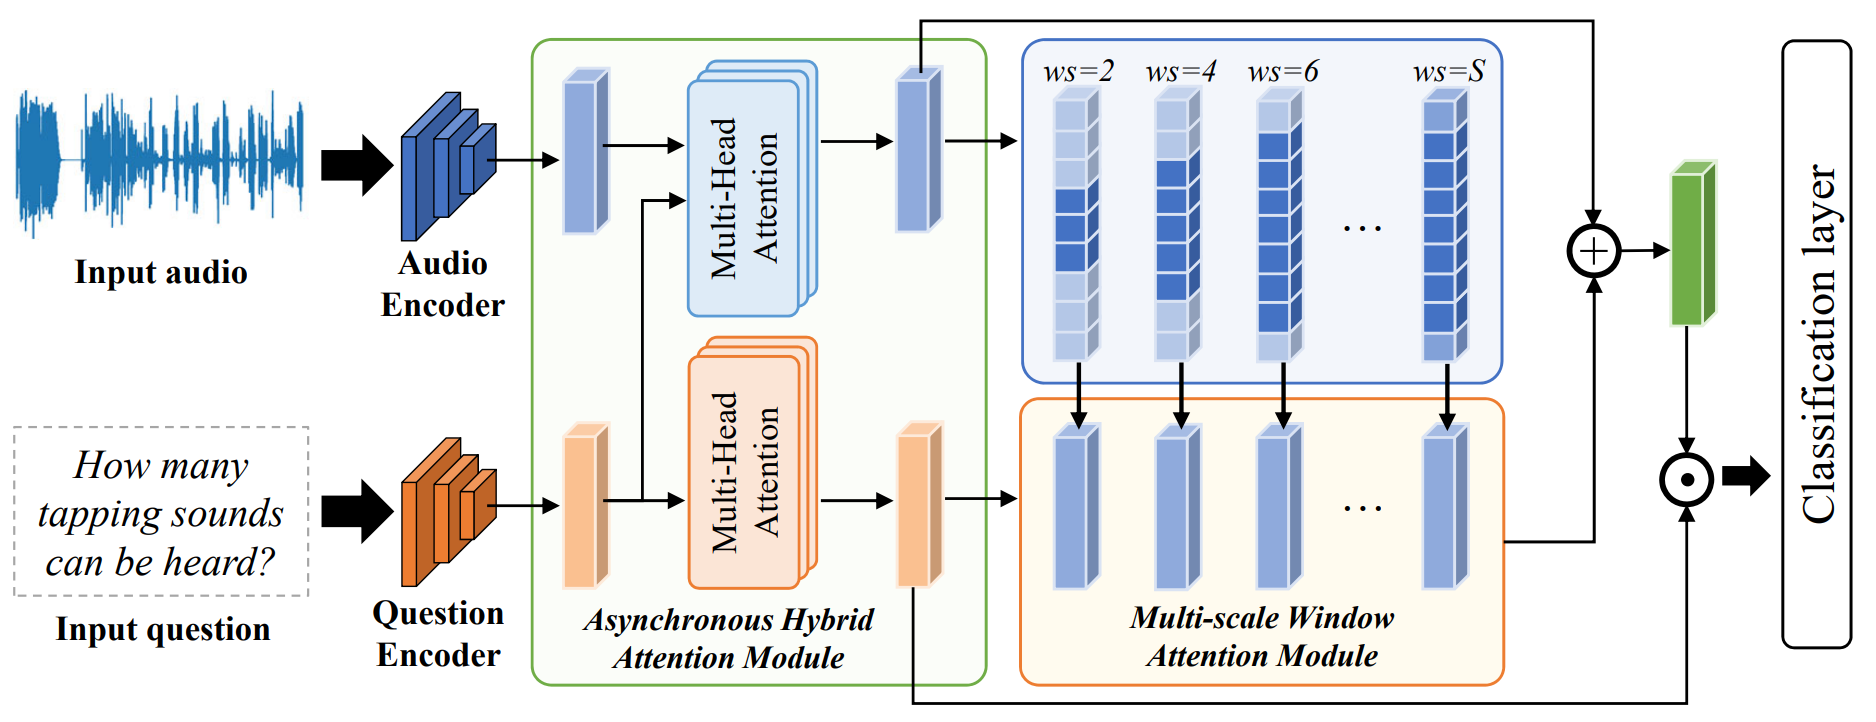 Input audio
How many
tapping sounds
can be heard?
Input question
Audio
Encoder
Question
Encoder
Multi-Head
Attention
Multi-Head
Attention
Asynchronous Hybrid
Attention Module
ws=2
ws=4
ws=6
ws=S
...
...
Multi-scale Window
Attention Module
Classification layer